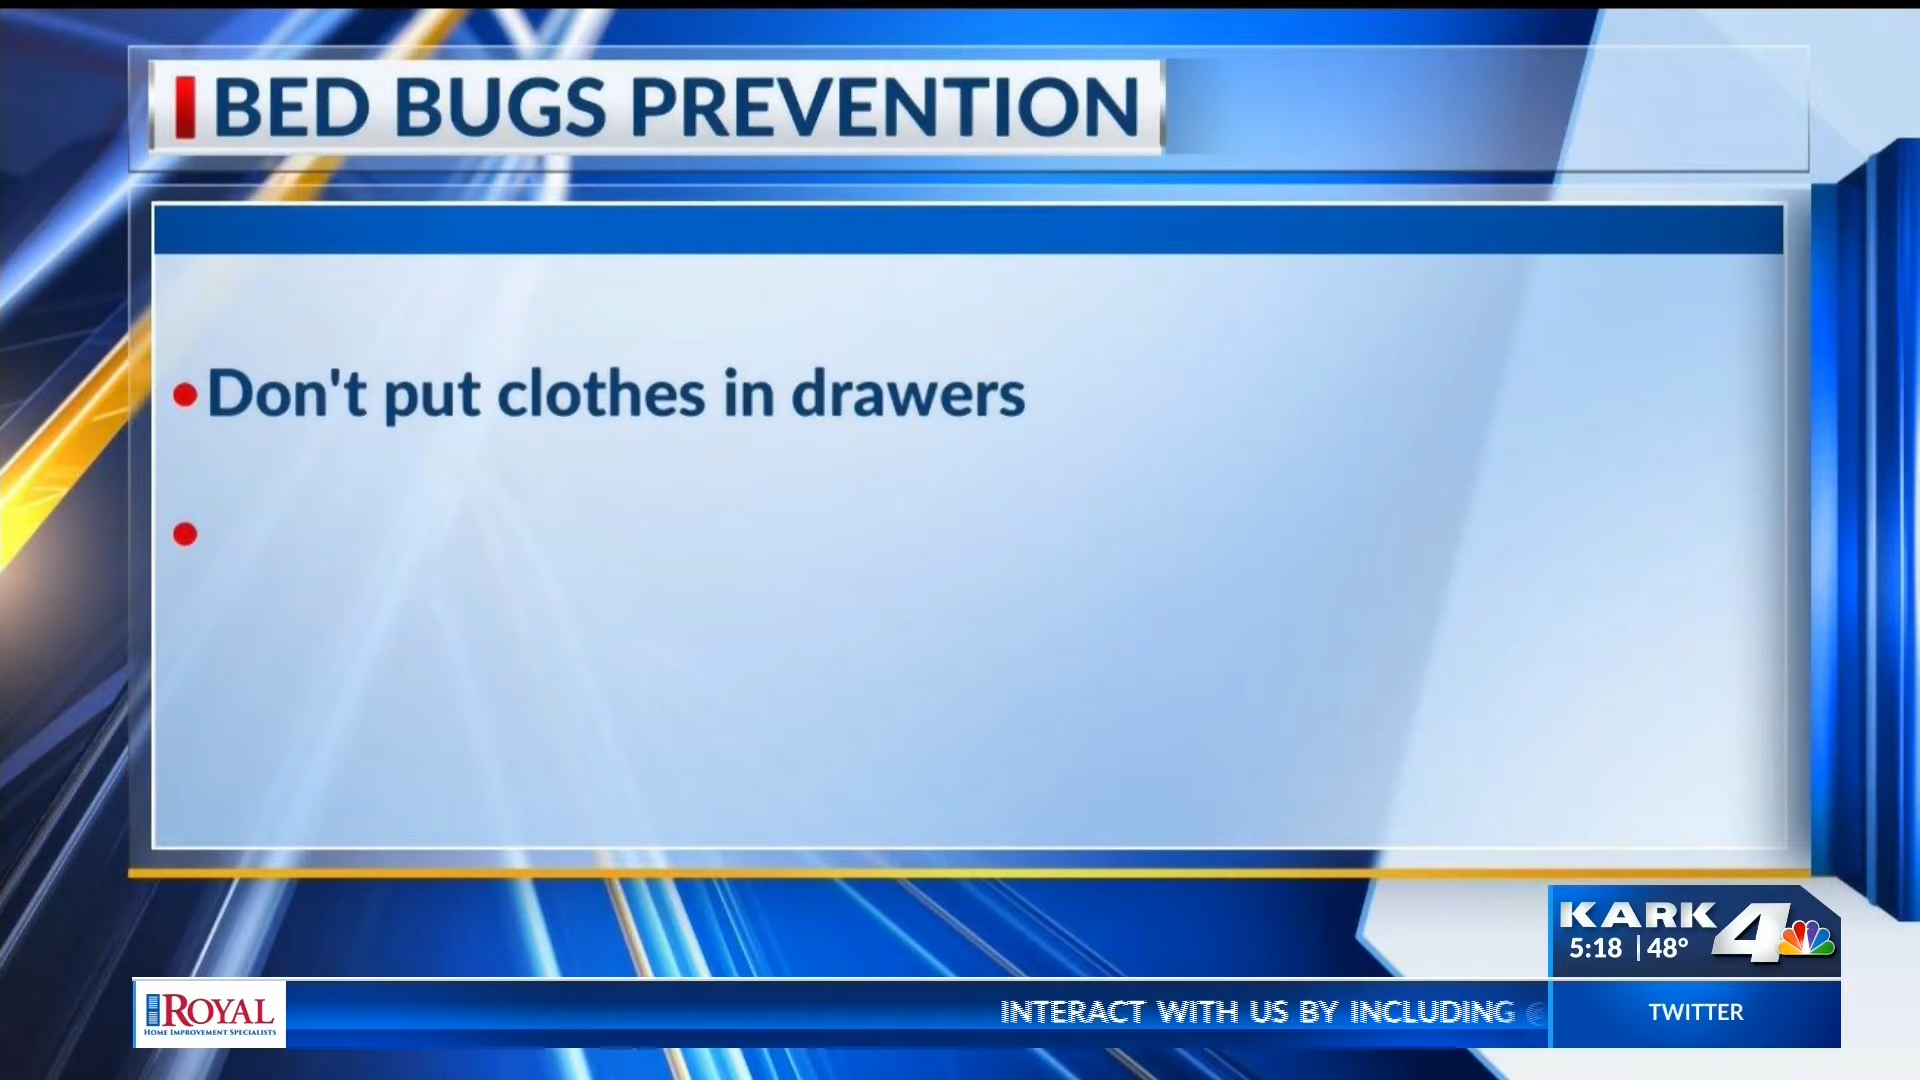 BED BUGS PREVENTION
• Don't put clothes in drawers
•
KARK 4
5:18 | 48°
ROYAL
HOME IMPROVEMENT SPECIALISTS
INTERACT WITH US BY INCLUDING
TWITTER